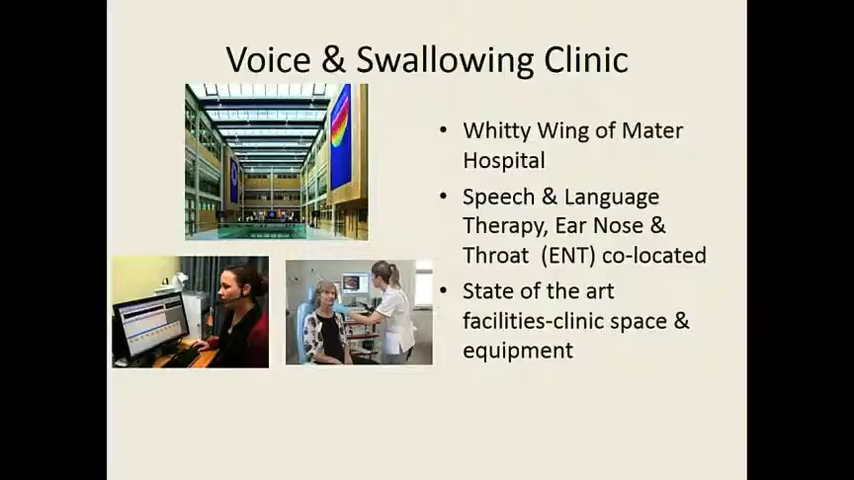 Voice & Swallowing Clinic
• Whitty Wing of Mater
Hospital
• Speech & Language
Therapy, Ear Nose &
Throat (ENT) co-located
• State of the art
facilities-clinic space &
equipment